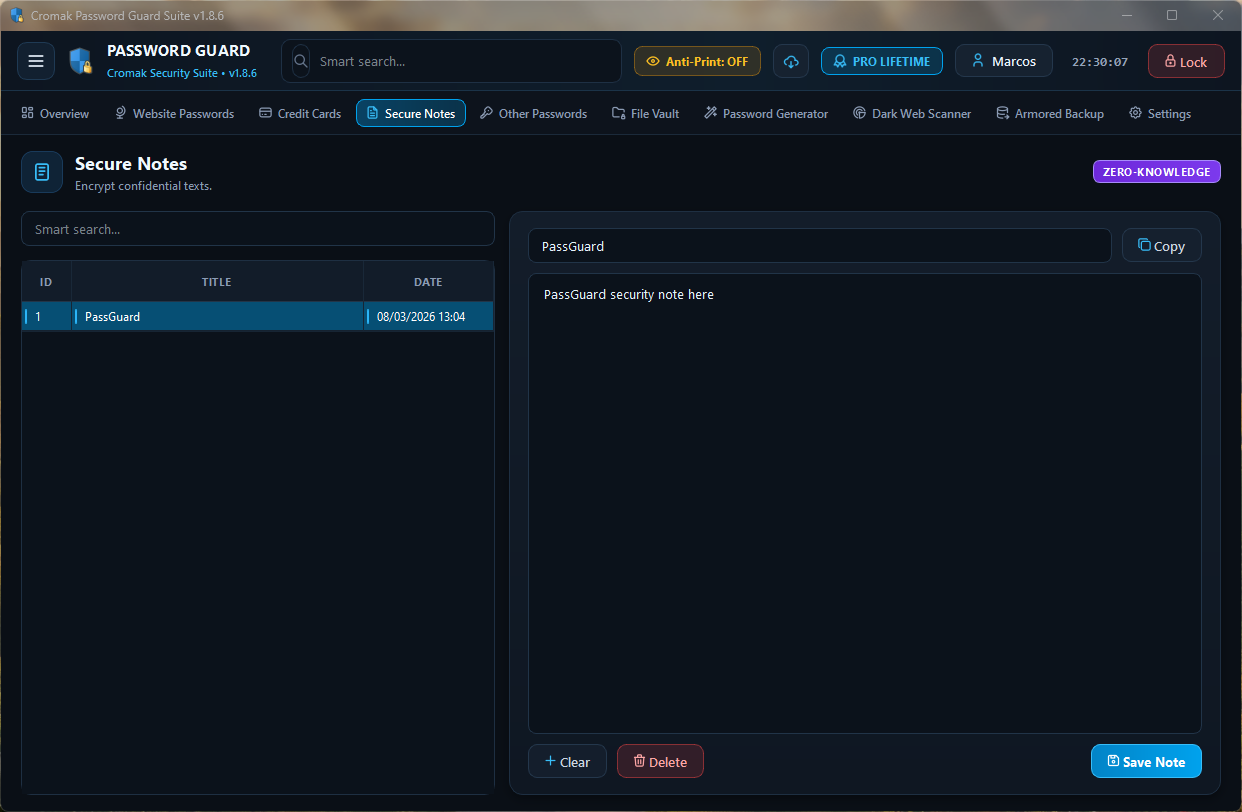 Cromak Password Guard Suite v1.8.6
PASSWORD GUARD
Cromak Security Suite • v1.8.6
Smart search...
Anti-Print: OFF
PRO LIFETIME
Marcos
22:30:07
Lock
Overview
Website Passwords
Credit Cards
Secure Notes
Other Passwords
File Vault
Password Generator
Dark Web Scanner
Armored Backup
Settings
Secure Notes
Encrypt confidential texts.
ZERO-KNOWLEDGE
Smart search...
ID TITLE DATE
1 PassGuard 08/03/2026 13:04
PassGuard
Copy
PassGuard security note here
Clear
Delete
Save Note